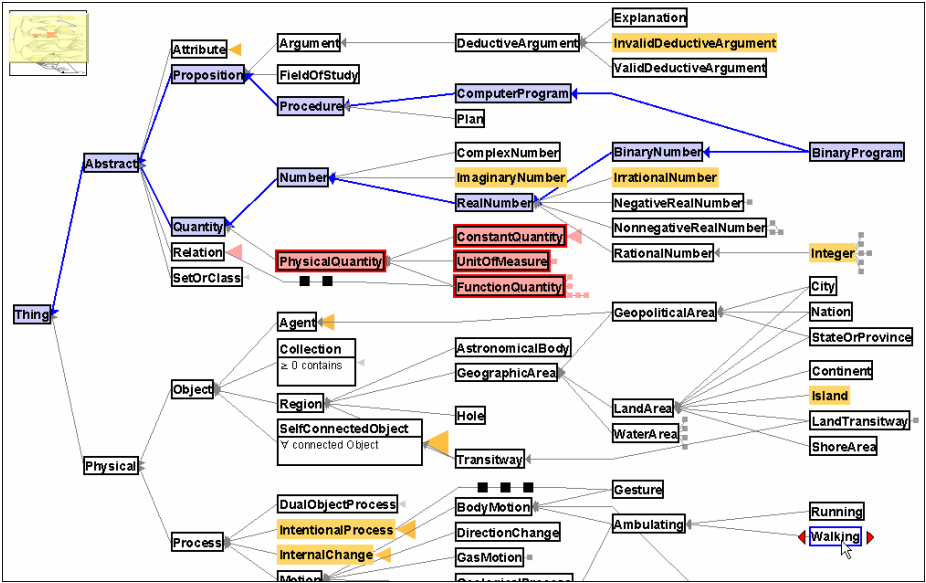 Explanation
Attribute
Argument
DeductiveArgument
InvalidDeductiveArgument
Proposition
FieldOfStudy
ValidDeductiveArgument
Procedure
ComputerProgram
Plan
Abstract
ComplexNumber
BinaryNumber
BinaryProgram
Number
ImaginaryNumber
IrrationalNumber
RealNumber
NegativeRealNumber
Quantity
ConstantQuantity
NonnegativeRealNumber
Relation
PhysicalQuantity
UnitOfMeasure
RationalNumber
Integer
SetOrClass
FunctionQuantity
City
Thing
Agent
GeopoliticalArea
Nation
Collection
≥ 0 contains
AstronomicalBody
StateOrProvince
Object
GeographicArea
Continent
Region
Hole
LandArea
Island
SelfConnectedObject
∀ connected Object
WaterArea
LandTransitway
Physical
Transitway
ShoreArea
DualObjectProcess
Gesture
BodyMotion
Running
IntentionalProcess
Ambulating
Process
DirectionChange
Walking
InternalChange
GasMotion
Motion
GeologicalProcess